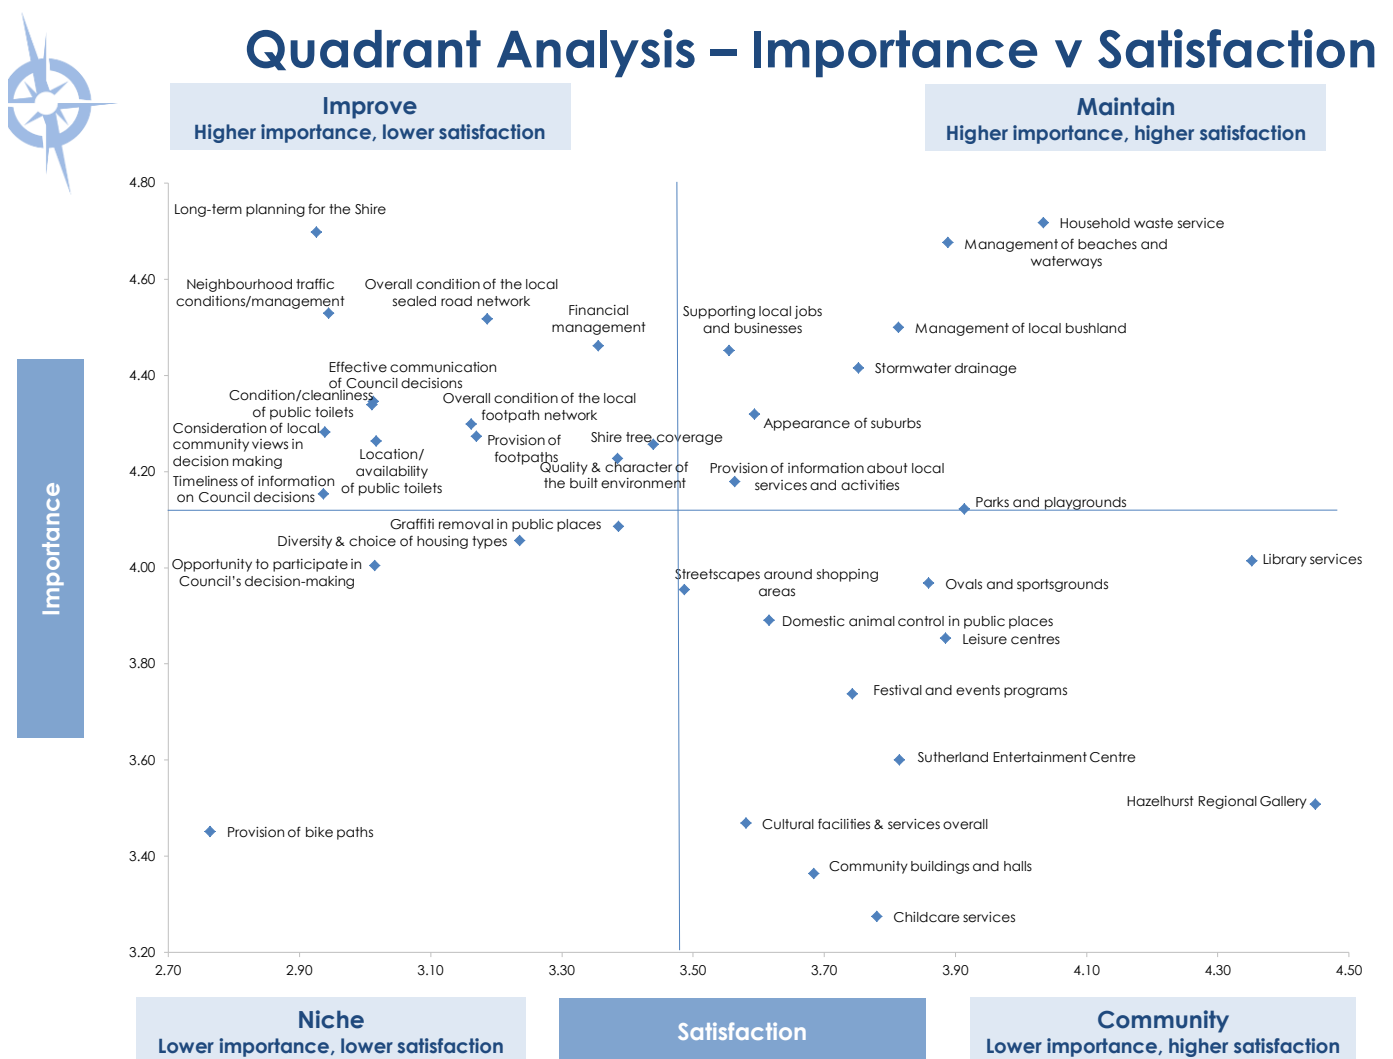 Quadrant Analysis – Importance v Satisfaction
Improve
Higher importance, lower satisfaction
Maintain
Higher importance, higher satisfaction
4.80
4.60
4.40
4.20
4.00
3.80
3.60
3.40
3.20
Importance
Long-term planning for the Shire
Household waste service
Management of beaches and
waterways
Neighbourhood traffic
conditions/management
Overall condition of the local
sealed road network
Financial
management
Supporting local jobs
and businesses
Management of local bushland
Stormwater drainage
Effective communication
of Council decisions
Condition/cleanliness
of public toilets
Overall condition of the local
footpath network
Appearance of suburbs
Consideration of local
community views in
decision making
Location/
availability
of public toilets
Provision of
footpaths
Shire tree coverage
Quality & character of
the built environment
Provision of information about local
services and activities
Timeliness of information
on Council decisions
Parks and playgrounds
Graffiti removal in public places
Diversity & choice of housing types
Opportunity to participate in
Council's decision-making
Library services
Streetscapes around shopping
areas
Ovals and sportsgrounds
Domestic animal control in public places
Leisure centres
Festival and events programs
Sutherland Entertainment Centre
Hazelhurst Regional Gallery
Provision of bike paths
Cultural facilities & services overall
Community buildings and halls
Childcare services
2.70
2.90
3.10
3.30
3.50
3.70
3.90
4.10
4.30
4.50
Niche
Lower importance, lower satisfaction
Satisfaction
Community
Lower importance, higher satisfaction